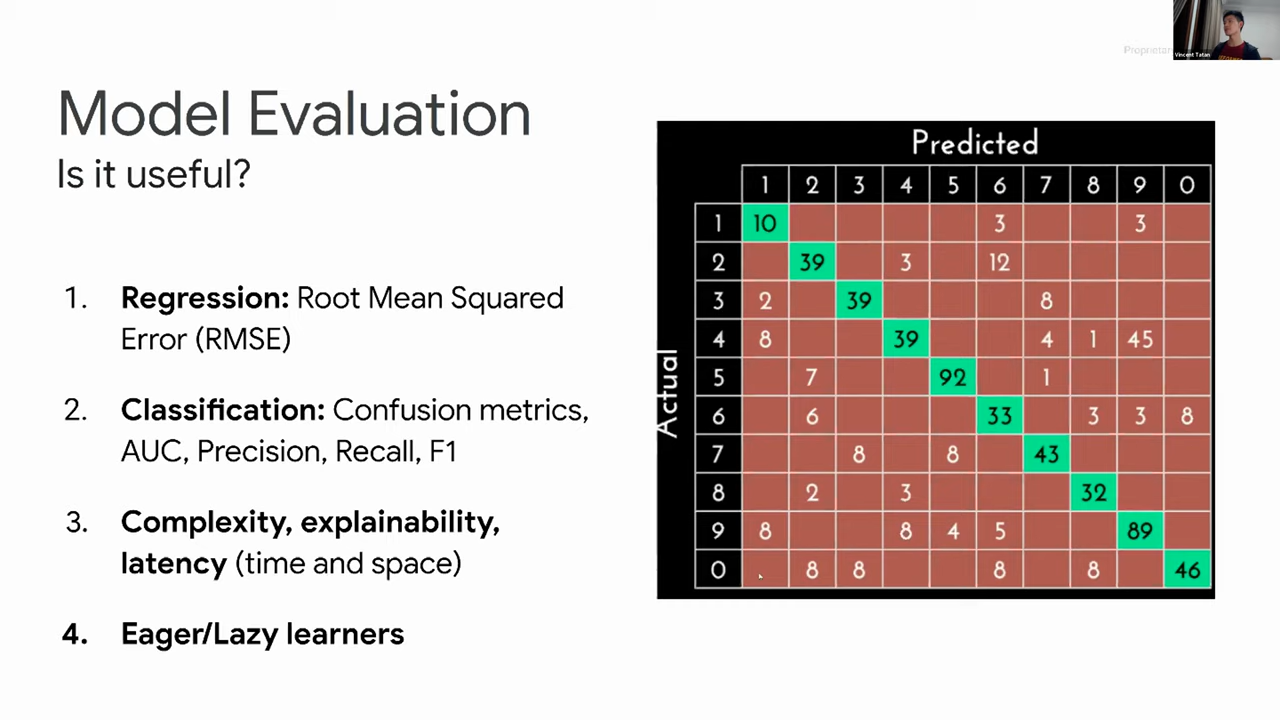 Proprietar
Vincent Tatan
Model Evaluation
Is it useful?
1. Regression: Root Mean Squared
Error (RMSE)
2. Classification: Confusion metrics,
AUC, Precision, Recall, F1
3. Complexity, explainability,
latency (time and space)
4. Eager/Lazy learners
Predicted
1 2 3 4 5 6 7 8 9 0
Actual
1 10 3 3
2 39 3 12
3 2 39 8
4 8 39 4 1 45
5 7 92 1
6 6 33 3 3 8
7 8 8 43
8 2 3 32
9 8 8 4 5 89
0 8 8 8 8 46